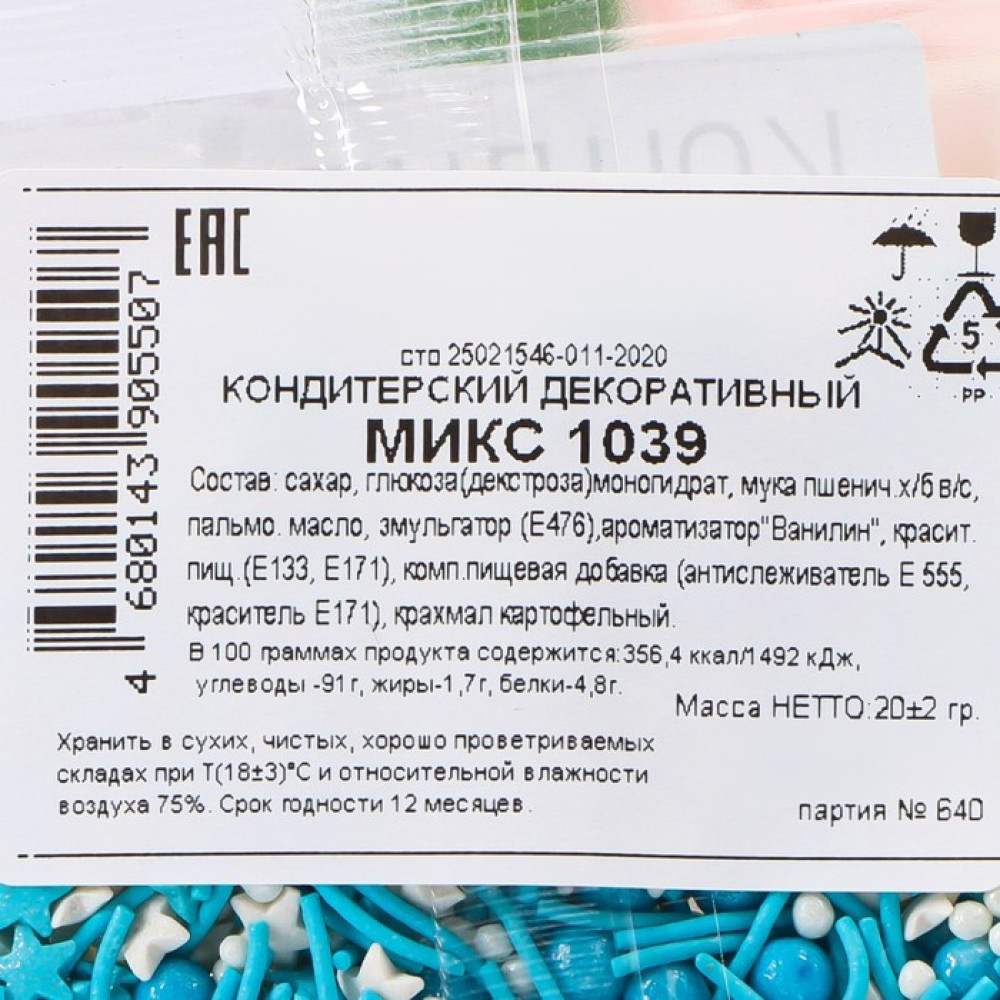 EAC
сто 25021546-011-2020
КОНДИТЕРСКИЙ ДЕКОРАТИВНЫЙ
МИКС 1039
Состав: сахар, глюкоза(декстроза)моногидрат, мука пшенич.х/б в/с,
пальмо. масло, змульгатор (Е476),ароматизатор"Ванилин", красит.
пищ.(Е133, Е171), комп.пищевая добавка (антислеживатель Е 555,
краситель Е171), крахмал картофельный.
В 100 граммах продукта содержится:356,4 ккал/1492 кДж,
углеводы -91г, жиры-1,7г, белки-4,8г.
Масса НЕТТО:20±2 гр.
Хранить в сухих, чистых, хорошо проветриваемых
складах при Т(18±3)°С и относительной влажности
воздуха 75%. Срок годности 12 месяцев.
партия № 640
4 680143 905507
5
PP